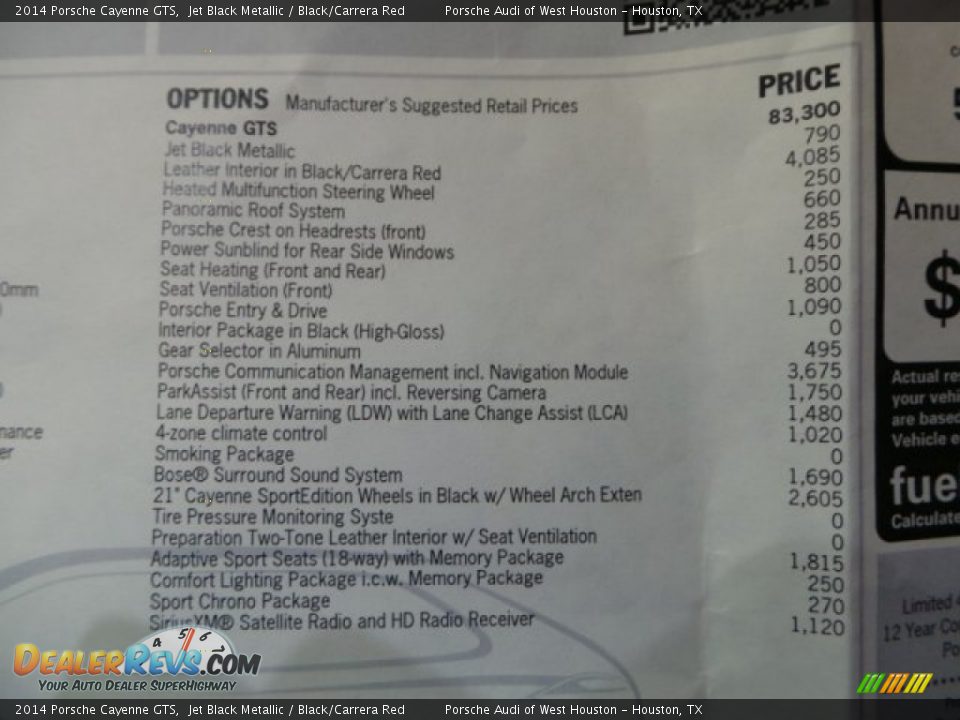 2014 Porsche Cayenne GTS, Jet Black Metallic / Black/Carrera Red Porsche Audi of West Houston - Houston, TX
OPTIONS Manufacturer's Suggested Retail Prices PRICE
Cayenne GTS 83,300
Jet Black Metallic 790
Leather Interior in Black/Carrera Red 4,085
Heated Multifunction Steering Wheel 250
Panoramic Roof System 660
Porsche Crest on Headrests (front) 285
Power Sunblind for Rear Side Windows 450
Seat Heating (Front and Rear) 1,050
Seat Ventilation (Front) 800
Porsche Entry & Drive 1,090
Interior Package in Black (High-Gloss) 0
Gear Selector in Aluminum 495
Porsche Communication Management incl. Navigation Module 3,675
ParkAssist (Front and Rear) incl. Reversing Camera 1,750
Lane Departure Warning (LDW) with Lane Change Assist (LCA) 1,480
4-zone climate control 1,020
Smoking Package 0
Bose® Surround Sound System 1,690
21" Cayenne SportEdition Wheels in Black w/ Wheel Arch Exten 2,605
Tire Pressure Monitoring Syste 0
Preparation Two-Tone Leather Interior w/ Seat Ventilation 0
Adaptive Sport Seats (18-way) with Memory Package 1,815
Comfort Lighting Package i.c.w. Memory Package 250
Sport Chrono Package 270
SiriusXM® Satellite Radio and HD Radio Receiver 1,120
0mm
nance
er
Annu
$
Actual re
your vehi
are based
Vehicle e
fue
Calculate
Limited 4
12 Year Co
4 5 6
DEALERREVS.COM
YOUR AUTO DEALER SUPERHIGHWAY
2014 Porsche Cayenne GTS, Jet Black Metallic / Black/Carrera Red Porsche Audi of West Houston - Houston, TX